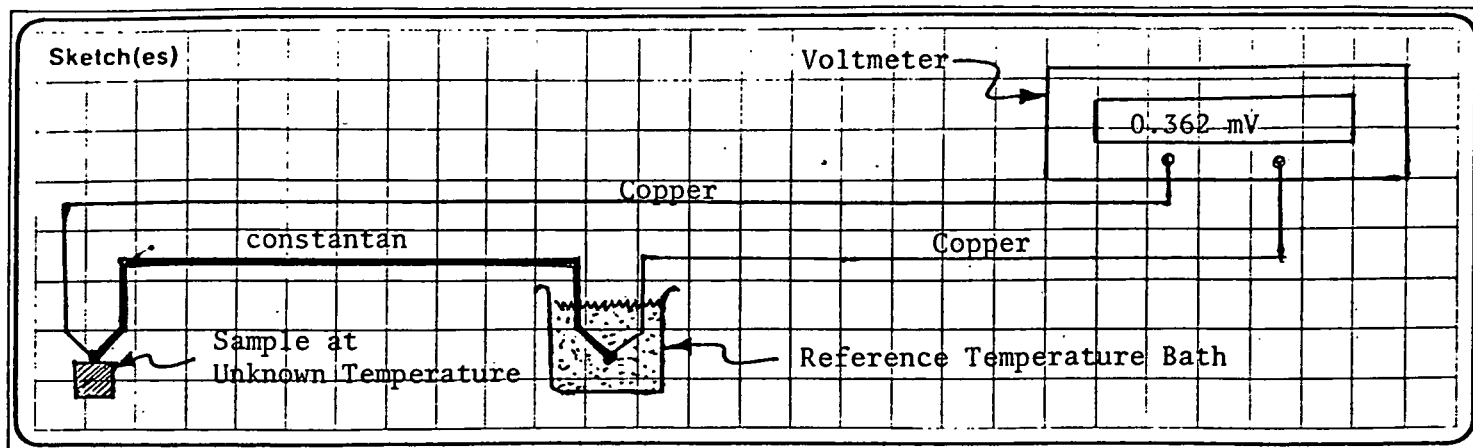 Sketch(es)
Voltmeter
0.362 mV
Copper
constantan
Copper
Sample at
Unknown Temperature
Reference Temperature Bath